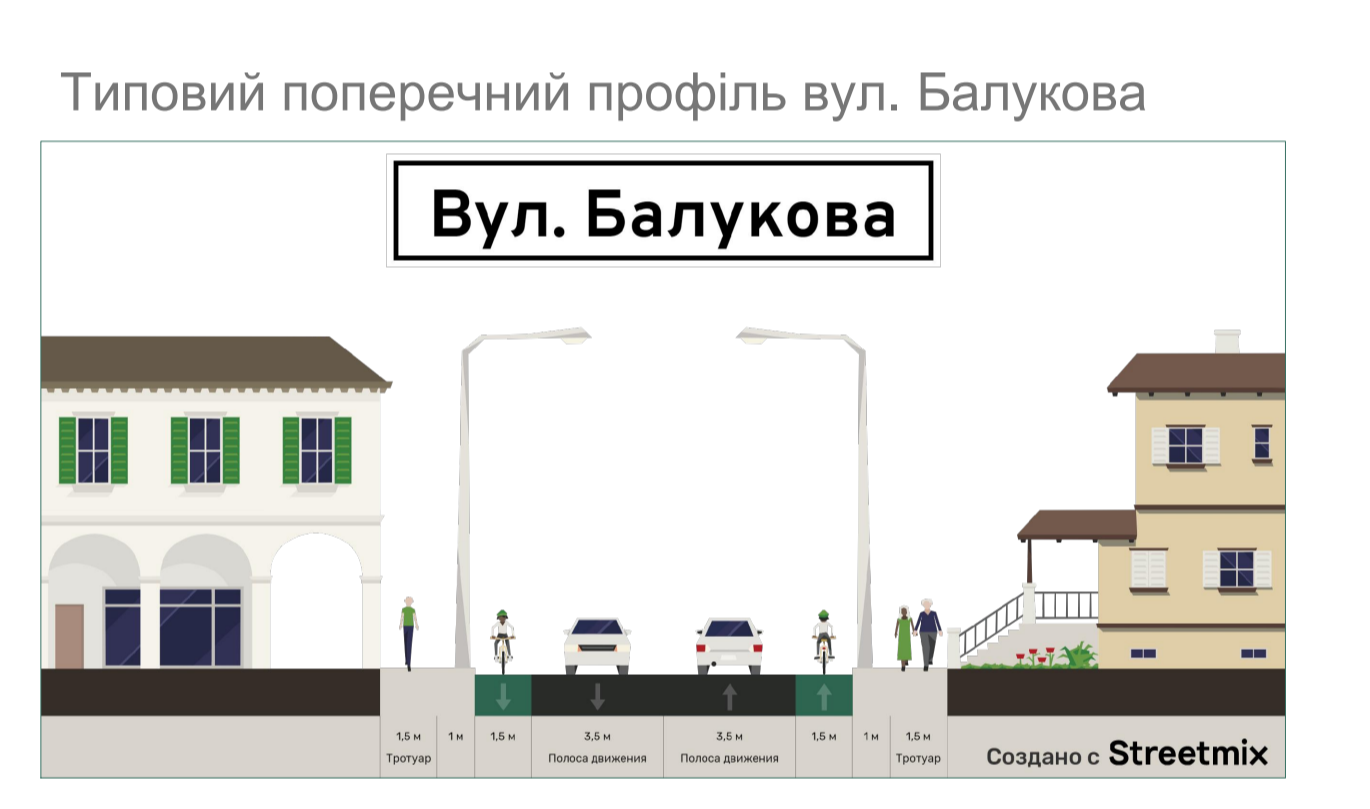 Типовий поперечний профіль вул. Балукова
Вул. Балукова
1,5 м 1 м 1,5 м 3,5 м 3,5 м 1,5 м 1 м 1,5 м
Тротуар Полоса движения Полоса движения Тротуар
Создано с Streetmix